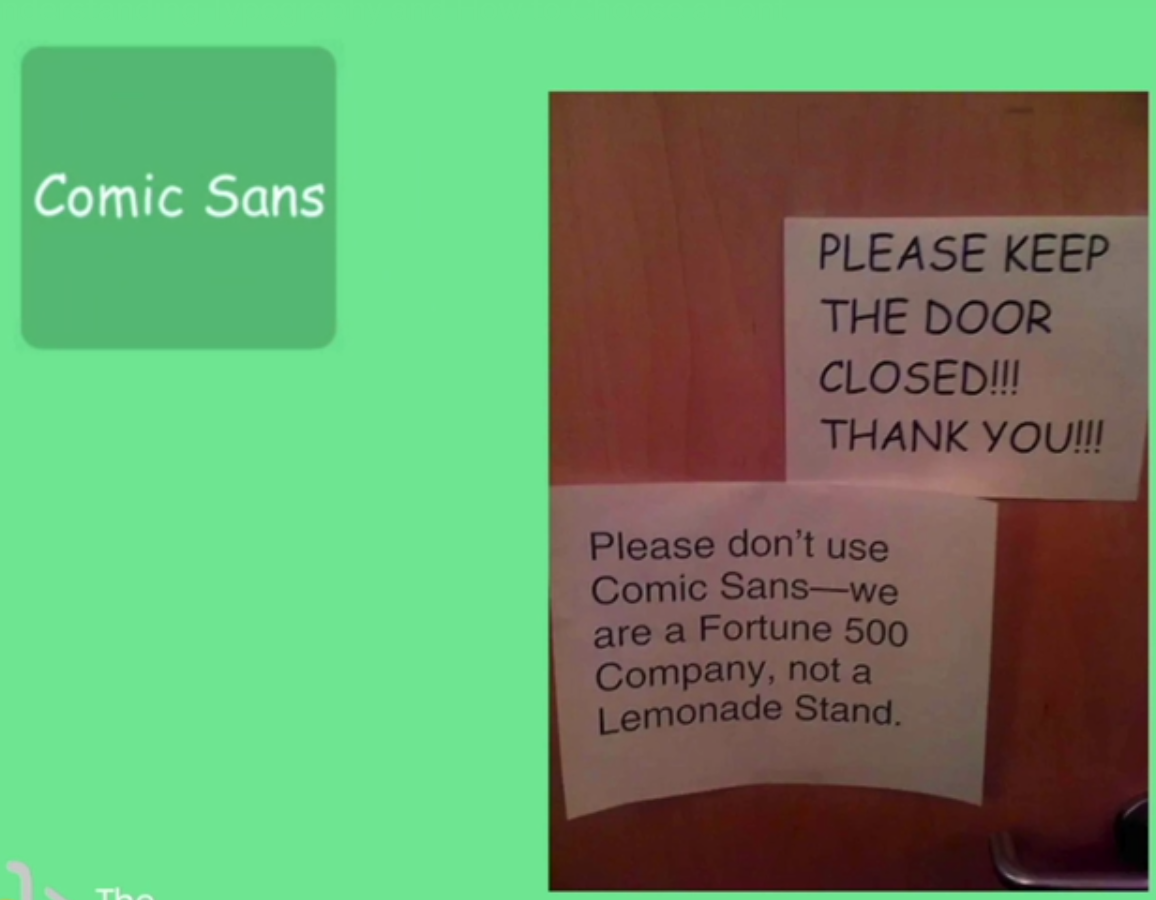 Comic Sans
PLEASE KEEP
THE DOOR
CLOSED!!!
THANK YOU!!!
Please don't use
Comic Sans—we
are a Fortune 500
Company, not a
Lemonade Stand.
The